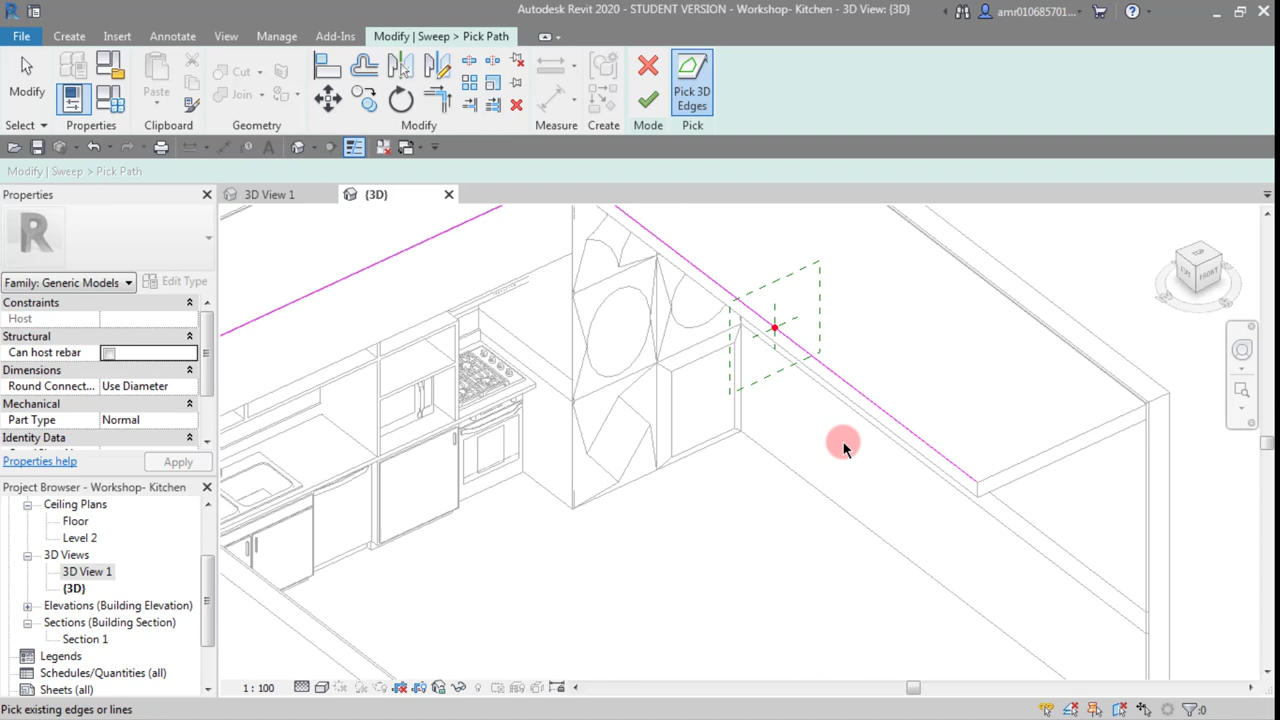 Autodesk Revit 2020 - STUDENT VERSION - Workshop- Kitchen - 3D View: {3D}
amr010685701...
File Create Insert Annotate View Manage Add-Ins Modify | Sweep > Pick Path
Modify
Paste
Cut
Join
Pick 3D
Edges
Select Properties Clipboard Geometry Modify Measure Create Mode Pick
Modify | Sweep > Pick Path
Properties
3D View 1
{3D}
Family: Generic Models
Edit Type
Constraints
Host
Structural
Can host rebar
Dimensions
Round Connect... Use Diameter
Mechanical
Part Type Normal
Identity Data
Properties help
Apply
Project Browser - Workshop- Kitchen
Ceiling Plans
Floor
Level 2
3D Views
3D View 1
{3D}
Elevations (Building Elevation)
Sections (Building Section)
Section 1
Legends
Schedules/Quantities (all)
Sheets (all)
TOP
FRONT
1 : 100
Pick existing edges or lines
:0